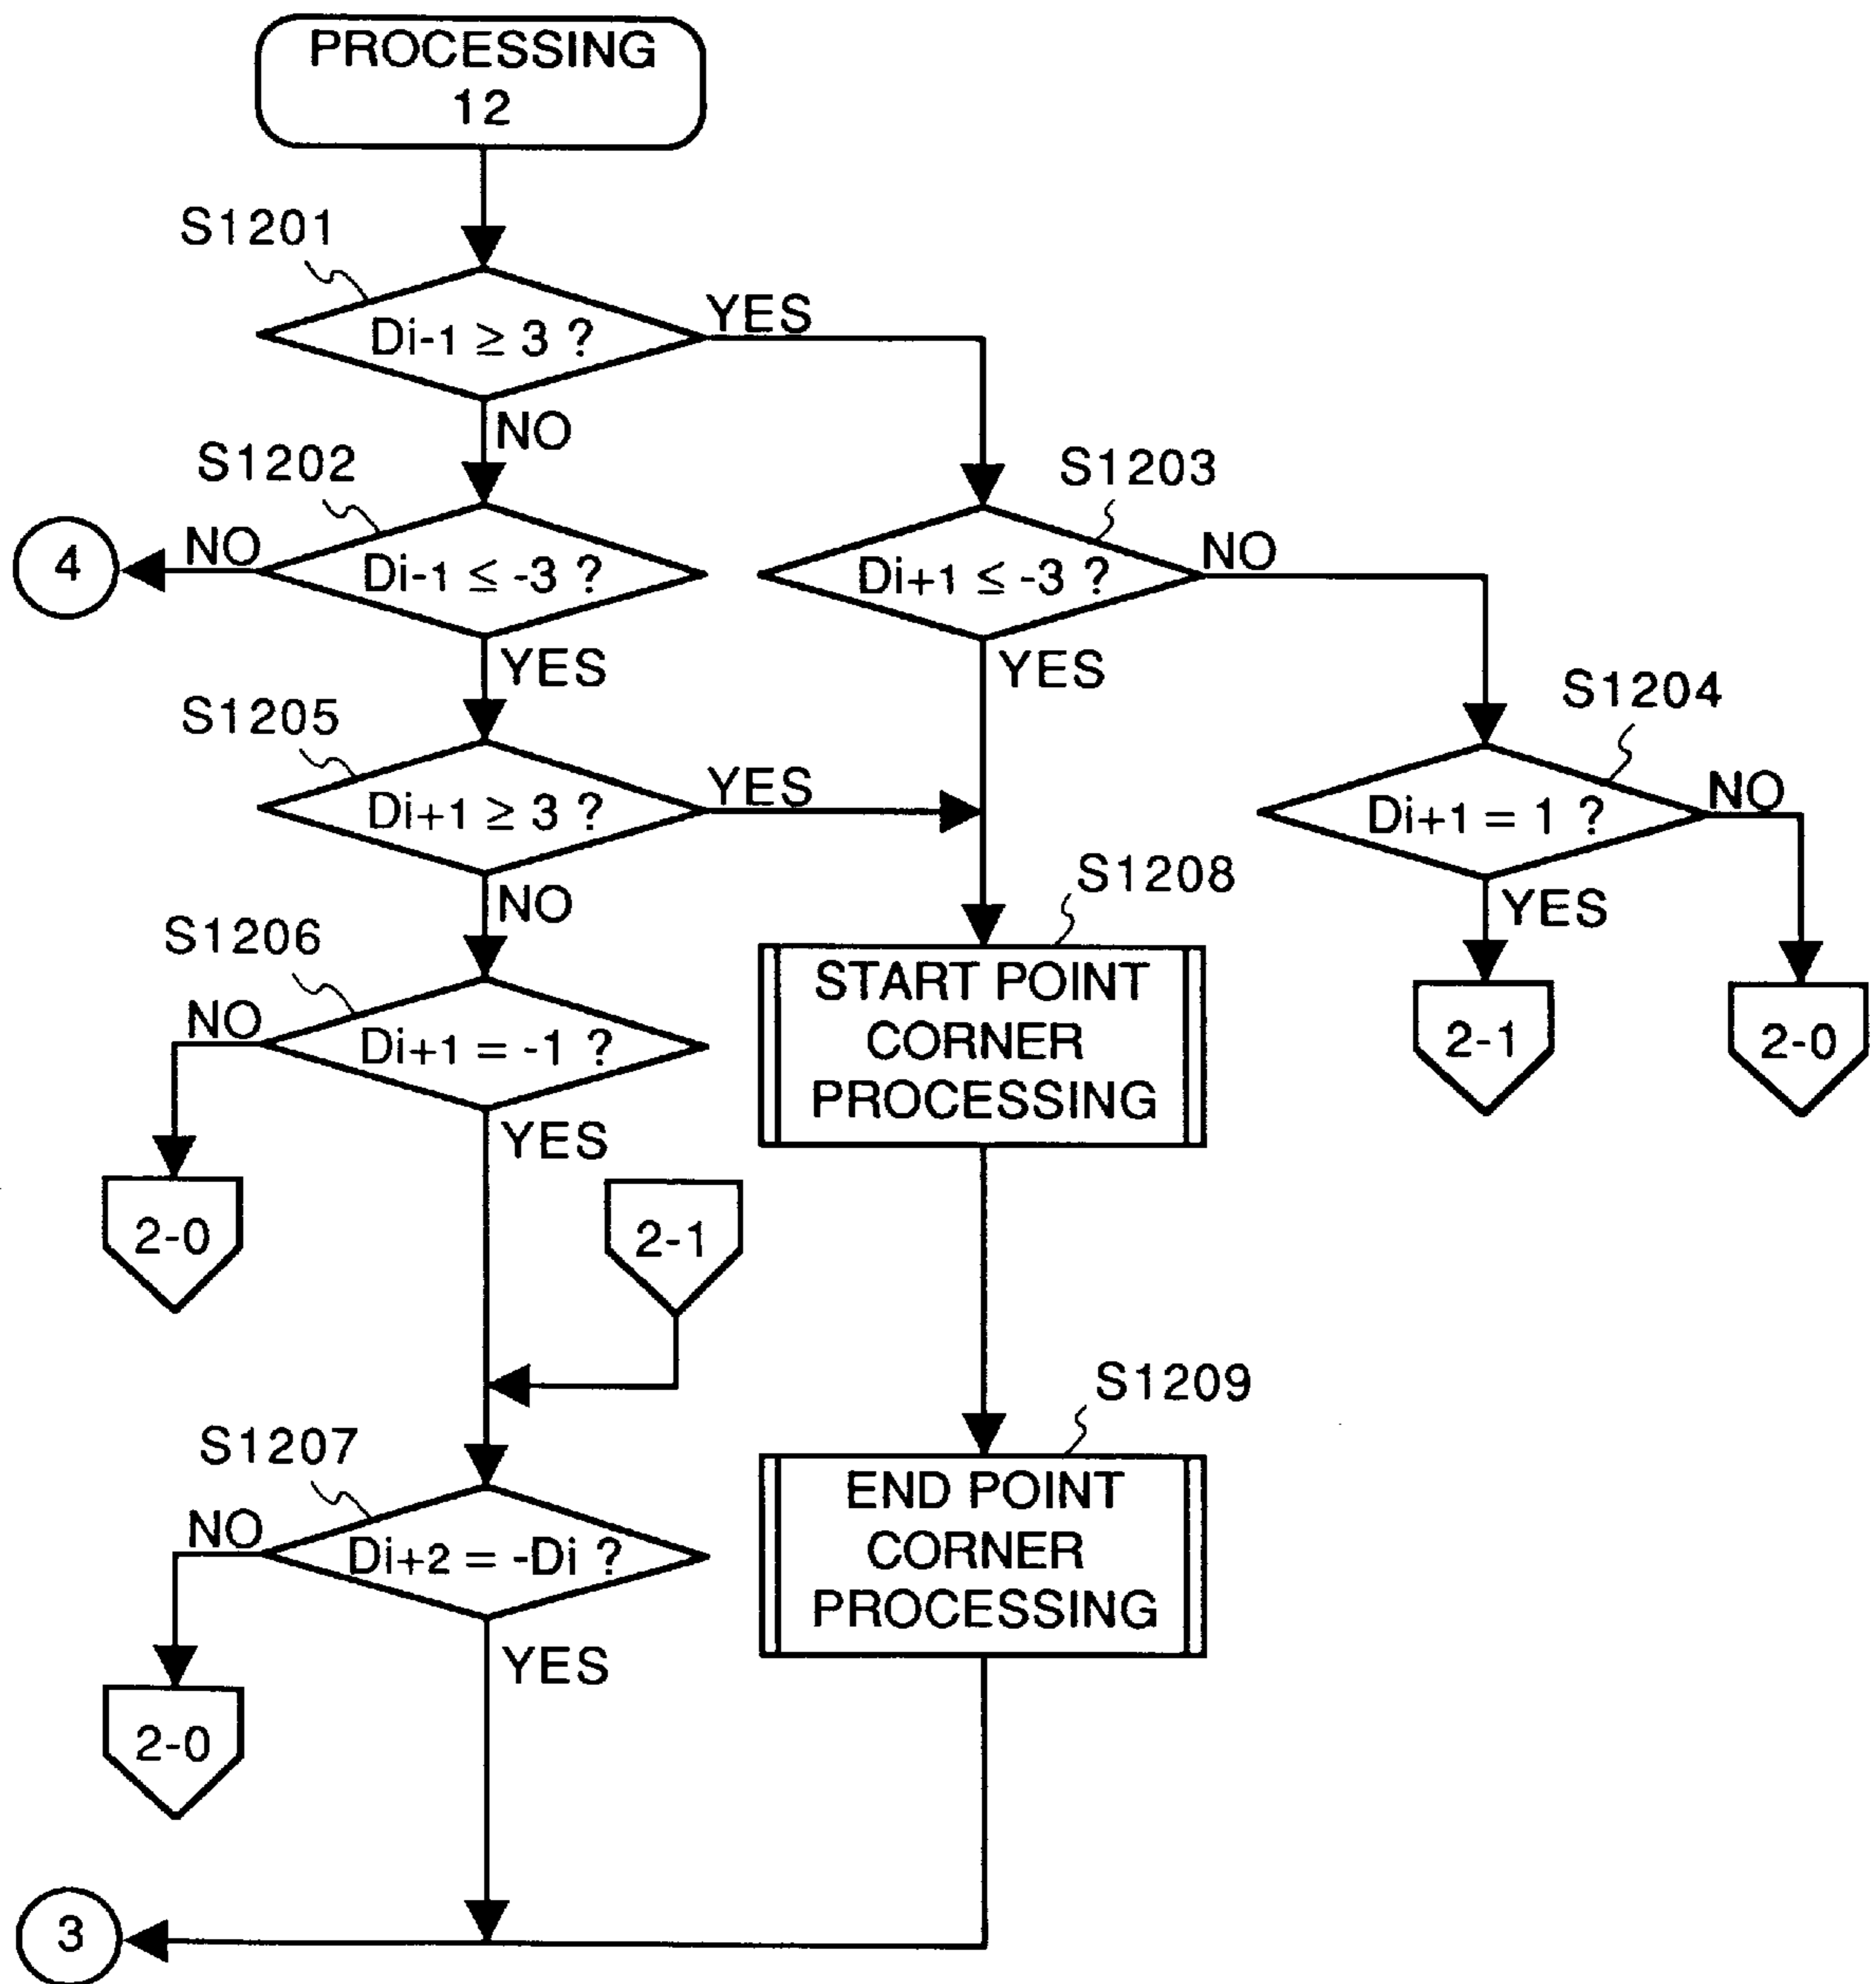 PROCESSING
12
S1201
Di-1 ≥ 3 ?
YES
NO
S1202
Di-1 ≤ -3 ?
NO
4
YES
S1203
Di+1 ≤ -3 ?
NO
YES
S1204
Di+1 = 1 ?
NO
YES
2-1
2-0
S1205
Di+1 ≥ 3 ?
YES
NO
S1206
Di+1 = -1 ?
NO
YES
2-0
2-1
S1208
START POINT
CORNER
PROCESSING
S1209
END POINT
CORNER
PROCESSING
S1207
Di+2 = -Di ?
NO
YES
2-0
3